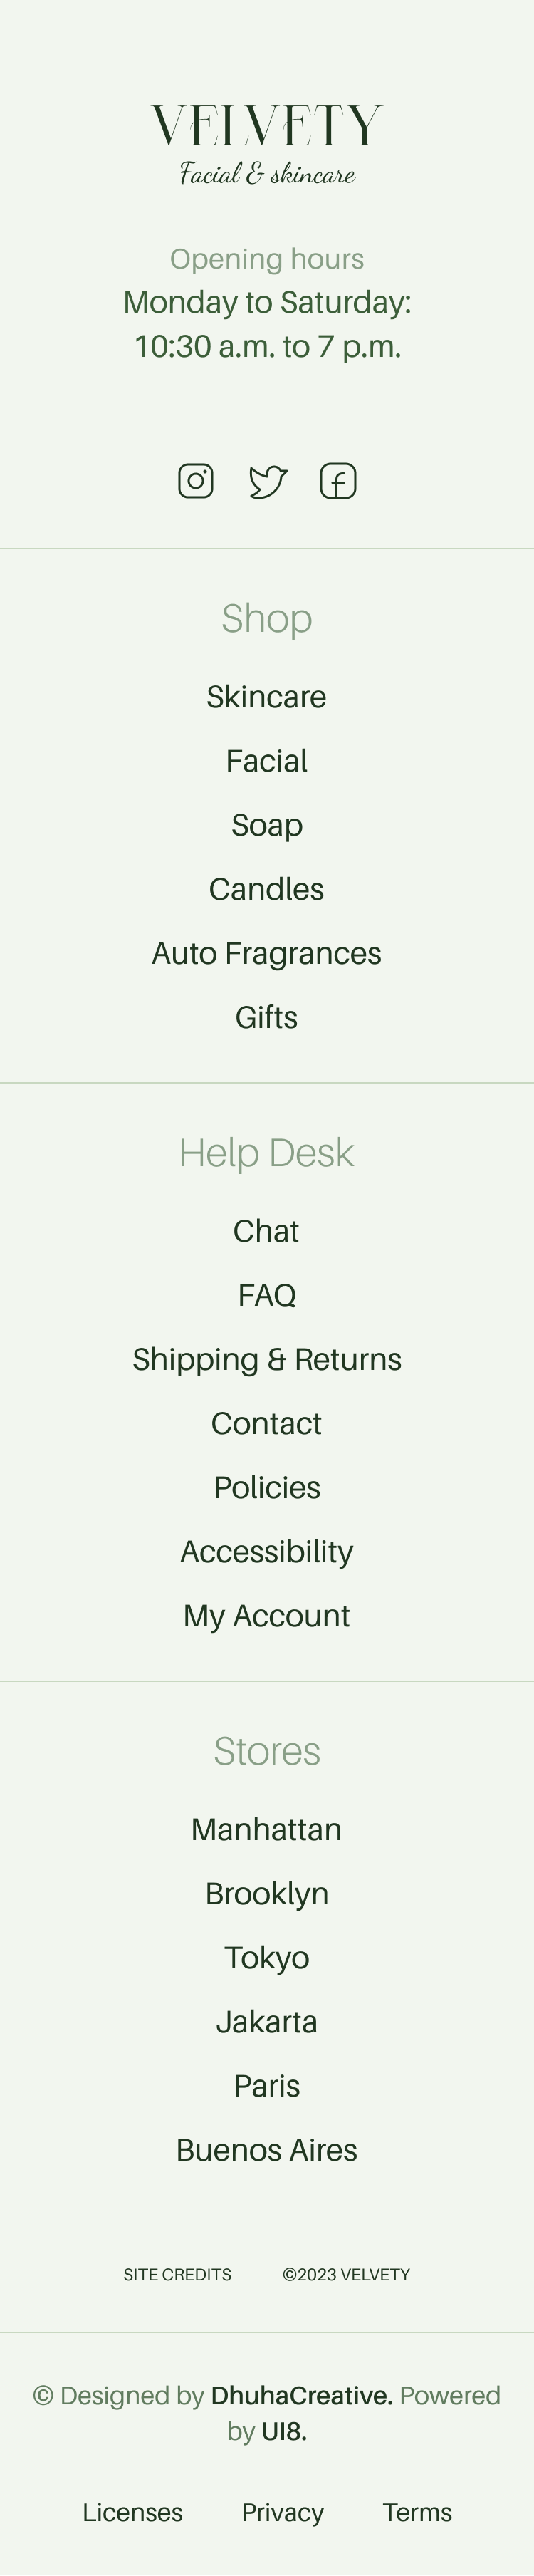 VELVETY
Facial & skincare
Opening hours
Monday to Saturday:
10:30 a.m. to 7 p.m.
Shop
Skincare
Facial
Soap
Candles
Auto Fragrances
Gifts
Help Desk
Chat
FAQ
Shipping & Returns
Contact
Policies
Accessibility
My Account
Stores
Manhattan
Brooklyn
Tokyo
Jakarta
Paris
Buenos Aires
SITE CREDITS ©2023 VELVETY
© Designed by DhuhaCreative. Powered
by UI8.
Licenses Privacy Terms